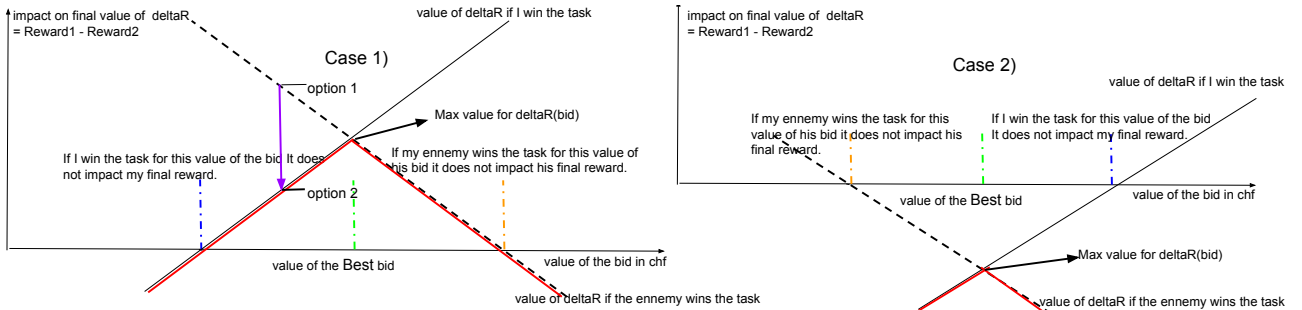 impact on final value of deltaR
= Reward1 - Reward2
value of deltaR if I win the task
Case 1)
option 1
Max value for deltaR(bid)
If I win the task for this value of the bid It does
not impact my final reward.
If my ennemy wins the task for this value of
his bid it does not impact his final reward.
option 2
value of the Best bid
value of the bid in chf
value of deltaR if the ennemy wins the task
impact on final value of deltaR
= Reward1 - Reward2
Case 2)
value of deltaR if I win the task
If my ennemy wins the task for this
value of his bid it does not impact his
final reward.
If I win the task for this value of the bid
It does not impact my final reward.
value of the Best bid
value of the bid in chf
Max value for deltaR(bid)
value of deltaR if the ennemy wins the task